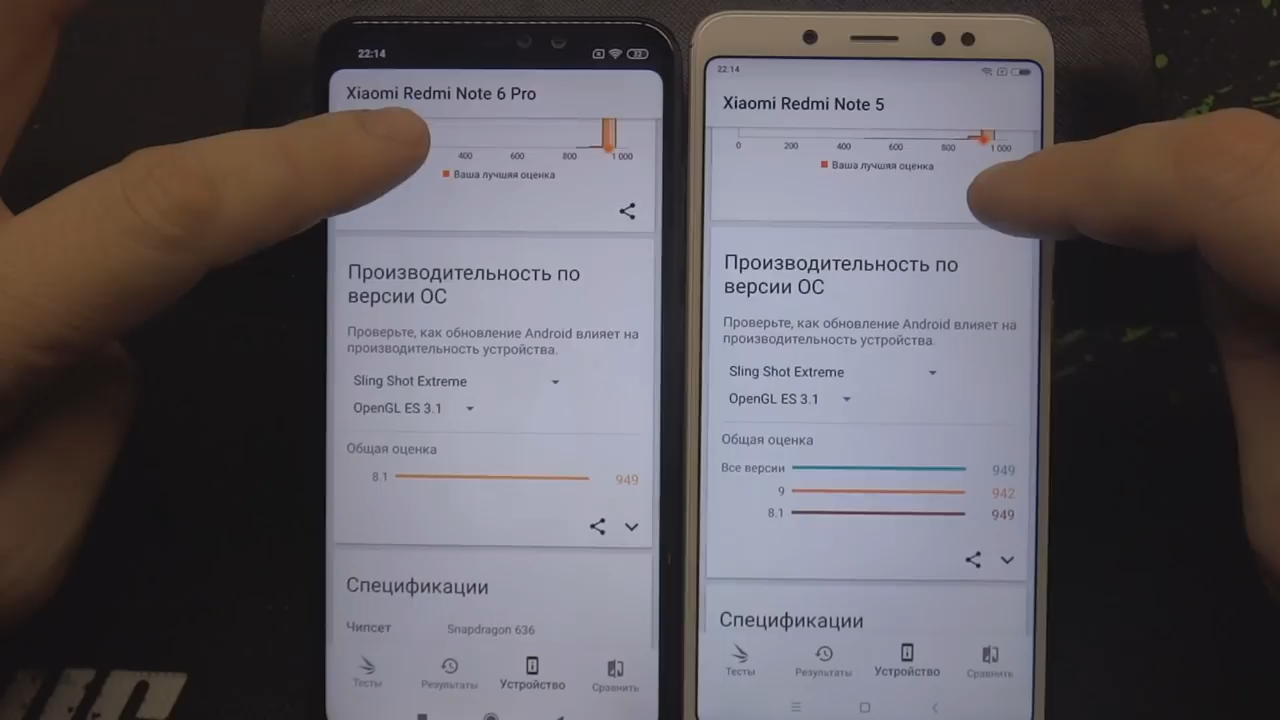 22:14
22
Xiaomi Redmi Note 6 Pro
400 600 800 1 000
Ваша лучшая оценка
Производительность по
версии ОС
Проверьте, как обновление Android влияет на
производительность устройства.
Sling Shot Extreme
OpenGL ES 3.1
Общая оценка
8.1 949
Спецификации
Чипсет Snapdragon 636
Тесты Результаты Устройство Сравнить
22:14
Xiaomi Redmi Note 5
0 200 400 600 800 1 000
Ваша лучшая оценка
Производительность по
версии ОС
Проверьте, как обновление Android влияет на
производительность устройства.
Sling Shot Extreme
OpenGL ES 3.1
Общая оценка
Все версии 949
9 942
8.1 949
Спецификации
Тесты Результаты Устройство Сравнить